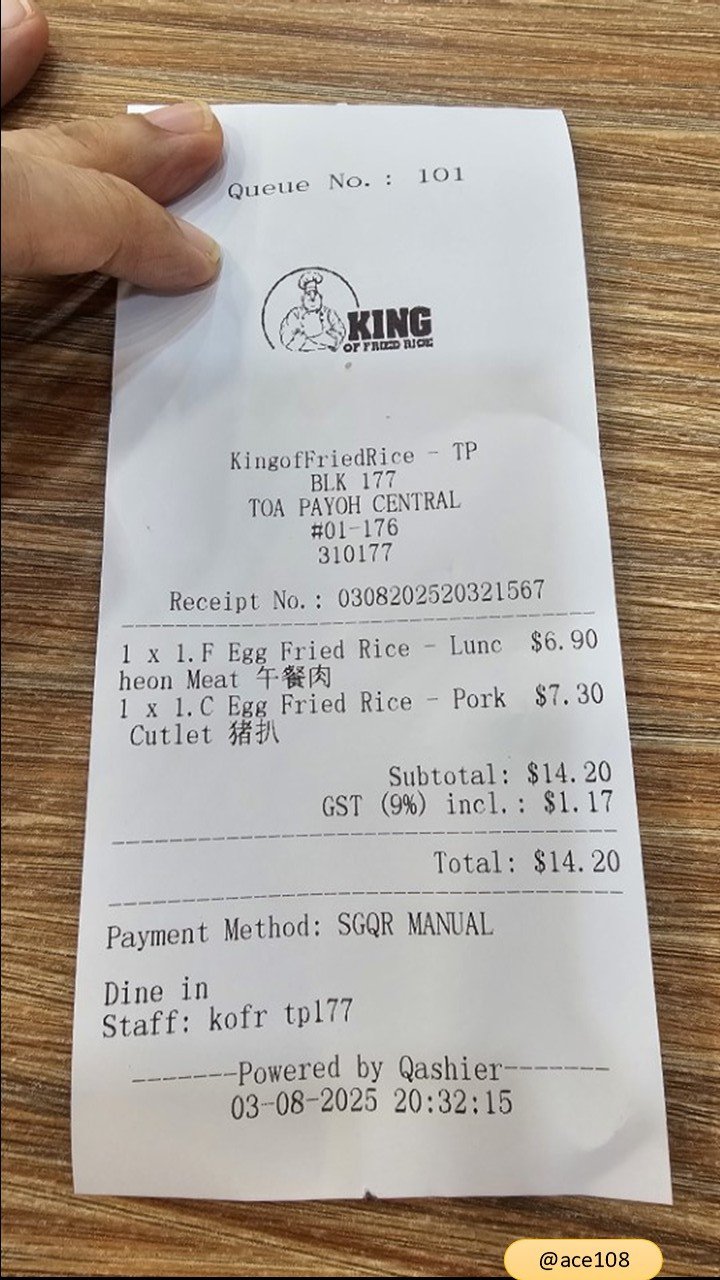 Queue No.: 101
KING
OF FRIED RICE
KingofFriedRice - TP
BLK 177
TOA PAYOH CENTRAL
#01-176
310177
Receipt No.: 0308202520321567
1 x 1.F Egg Fried Rice - Lunc $6.90
heon Meat 午餐肉
1 x 1.C Egg Fried Rice - Pork $7.30
Cutlet 猪扒
Subtotal: $14.20
GST (9%) incl.: $1.17
Total: $14.20
Payment Method: SGQR MANUAL
Dine in
Staff: kofr tp177
-------Powered by Qashier-------
03-08-2025 20:32:15
@ace108